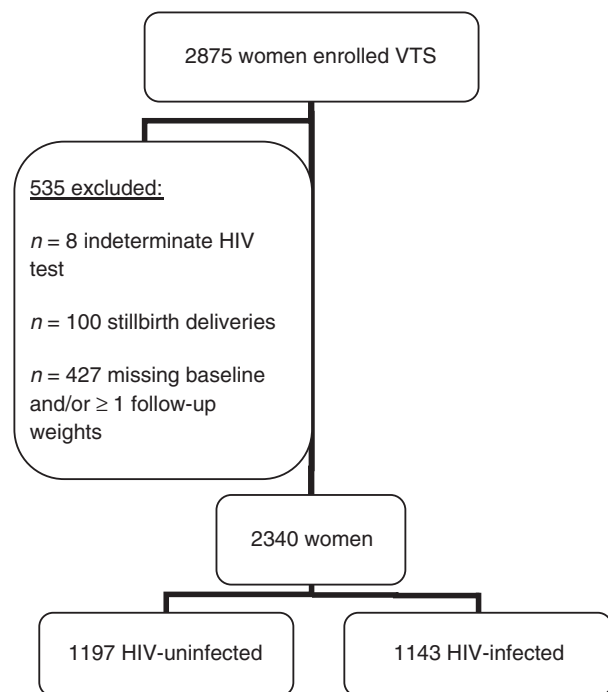 2875 women enrolled VTS
535 excluded:
n = 8 indeterminate HIV
test
n = 100 stillbirth deliveries
n = 427 missing baseline
and/or ≥ 1 follow-up
weights
2340 women
1197 HIV-uninfected
1143 HIV-infected